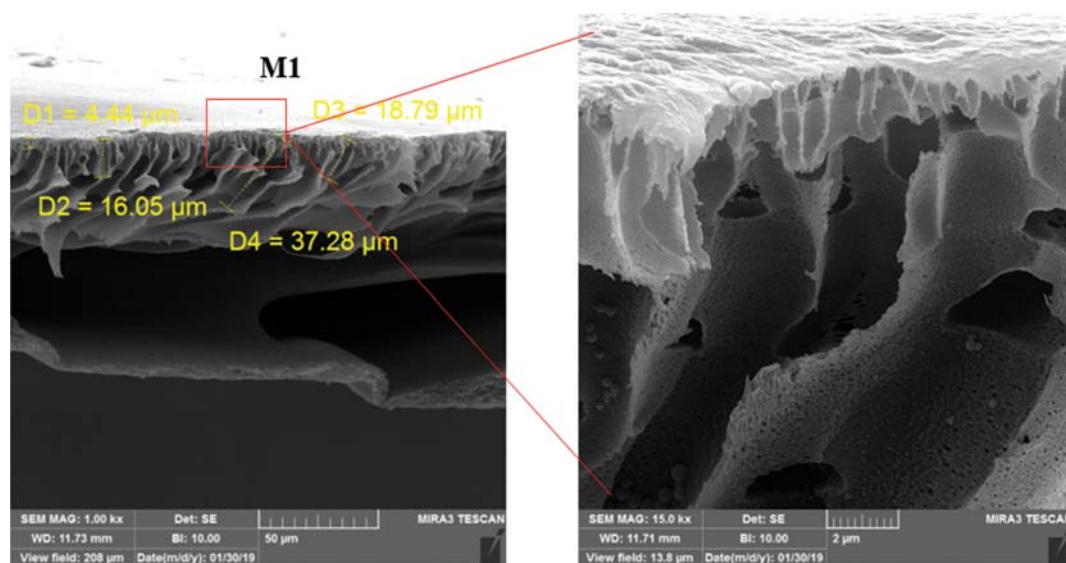 M1
D1 = 4.44 µm
D3 = 18.79 µm
D2 = 16.05 µm
D4 = 37.28 µm
SEM MAG: 1.00 kx
Det: SE
MIRA3 TESCAN
WD: 11.73 mm
BI: 10.00
50 µm
View field: 208 µm
Date(m/d/y): 01/30/19
SEM MAG: 15.0 kx
Det: SE
MIRA3 TESCAN
WD: 11.71 mm
BI: 10.00
2 µm
View field: 13.8 µm
Date(m/d/y): 01/30/19